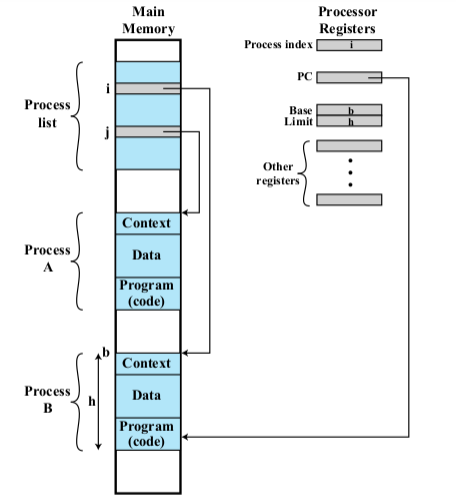 Main
Memory
Processor
Registers
Process index
i
PC
Base
b
Limit
h
Other
registers
i
Process
list
j
Process
A
Context
Data
Program
(code)
b
Process
B
h
Context
Data
Program
(code)